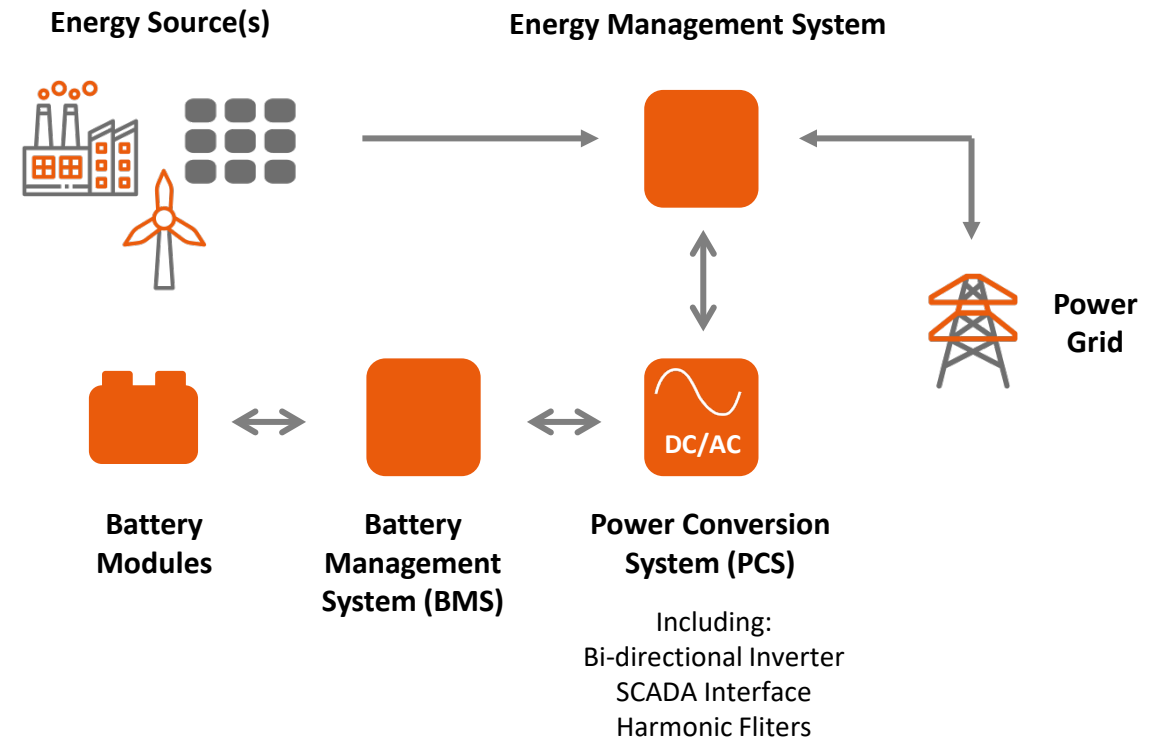 Energy Source(s)
Energy Management System
Power
Grid
DC/AC
Battery
Modules
Battery
Management
System (BMS)
Power Conversion
System (PCS)
Including:
Bi-directional Inverter
SCADA Interface
Harmonic Fliters